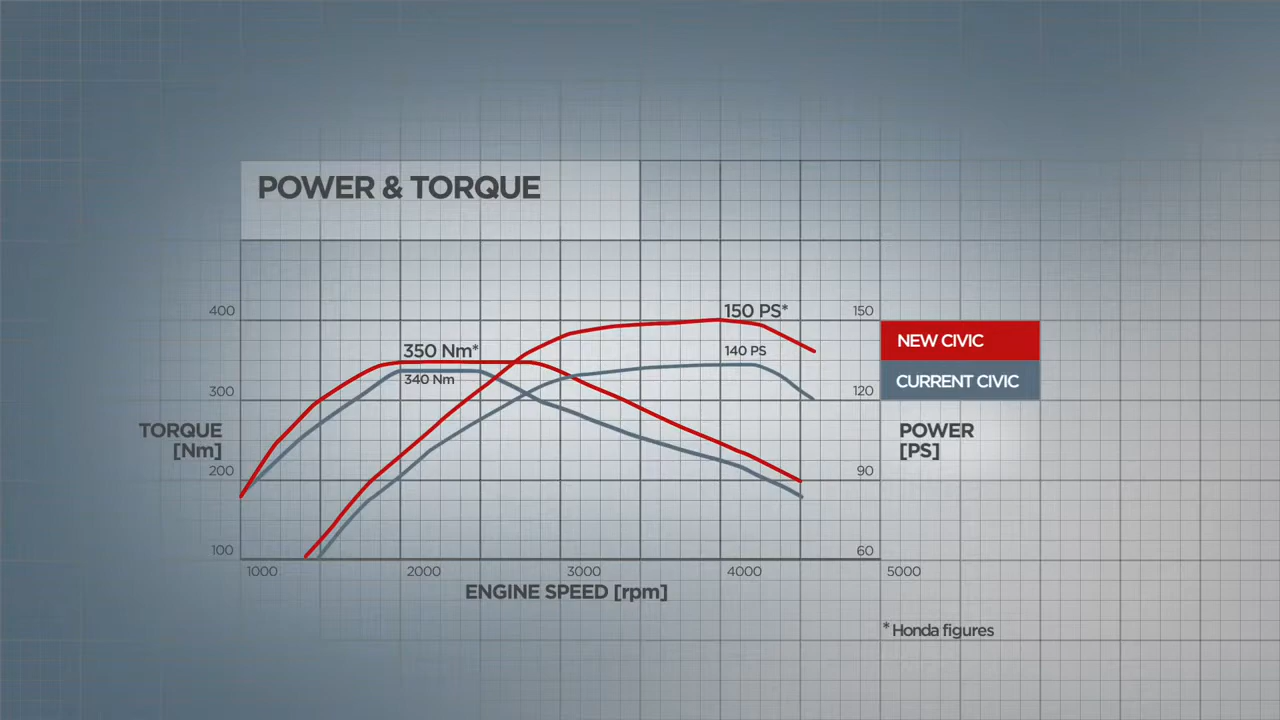 POWER & TORQUE
400
150 PS*
150
NEW CIVIC
350 Nm*
140 PS
340 Nm
CURRENT CIVIC
300
120
TORQUE
[Nm]
POWER
[PS]
200
90
100
60
1000
2000
3000
4000
5000
ENGINE SPEED [rpm]
* Honda figures